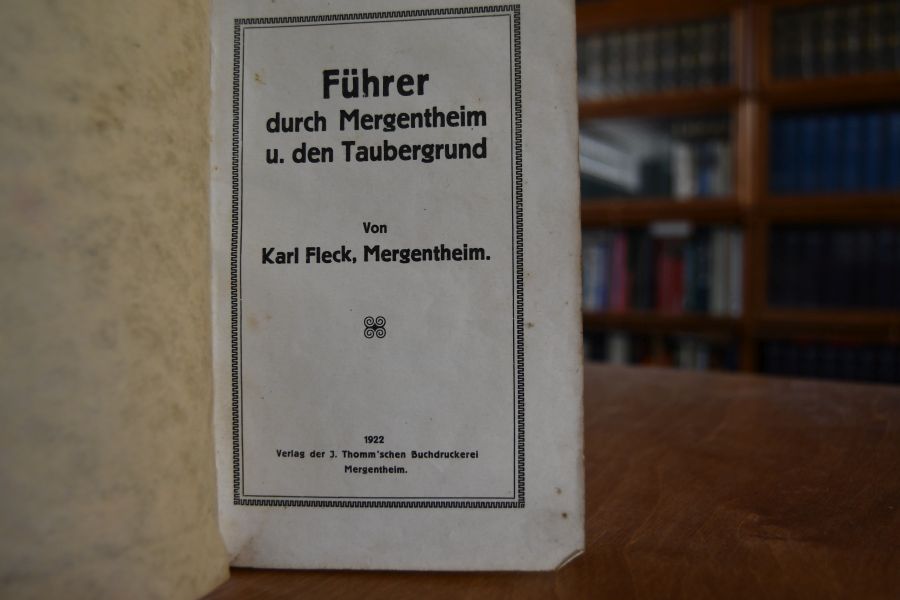 Führer
durch Mergentheim
u. den Taubergrund
Von
Karl Fleck, Mergentheim.
1922
Verlag der J. Thomm'schen Buchdruckerei
Mergentheim.